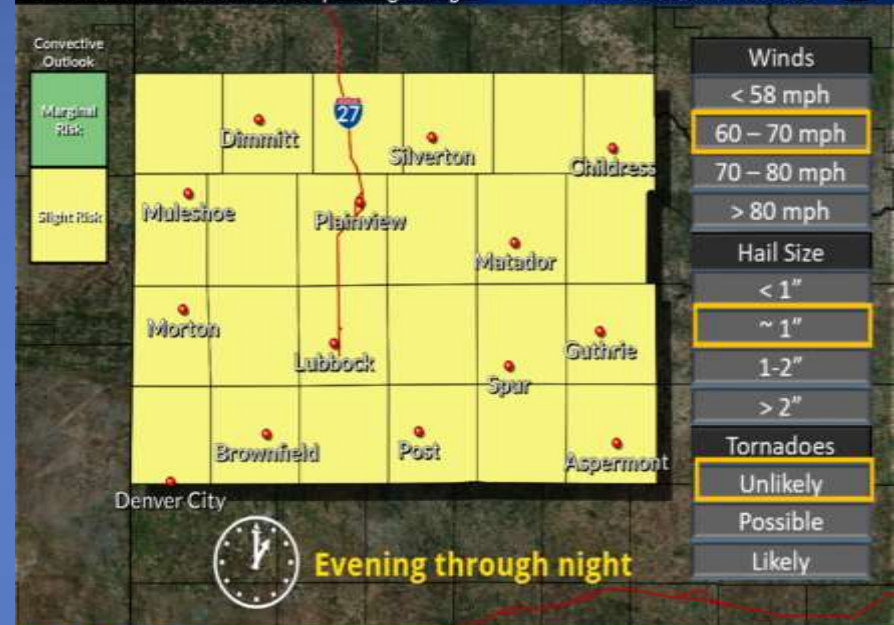 Convective
Outlook
Marginal
Risk
Slight Risk
27
Dimmitt
Silverton
Childress
Muleshoe
Plainview
Matador
Morton
Lubbock
Guthrie
Spur
Brownfield
Post
Aspermont
Denver City
Evening through night
Winds
< 58 mph
60 – 70 mph
70 – 80 mph
> 80 mph
Hail Size
< 1”
~ 1”
1-2”
> 2”
Tornadoes
Unlikely
Possible
Likely